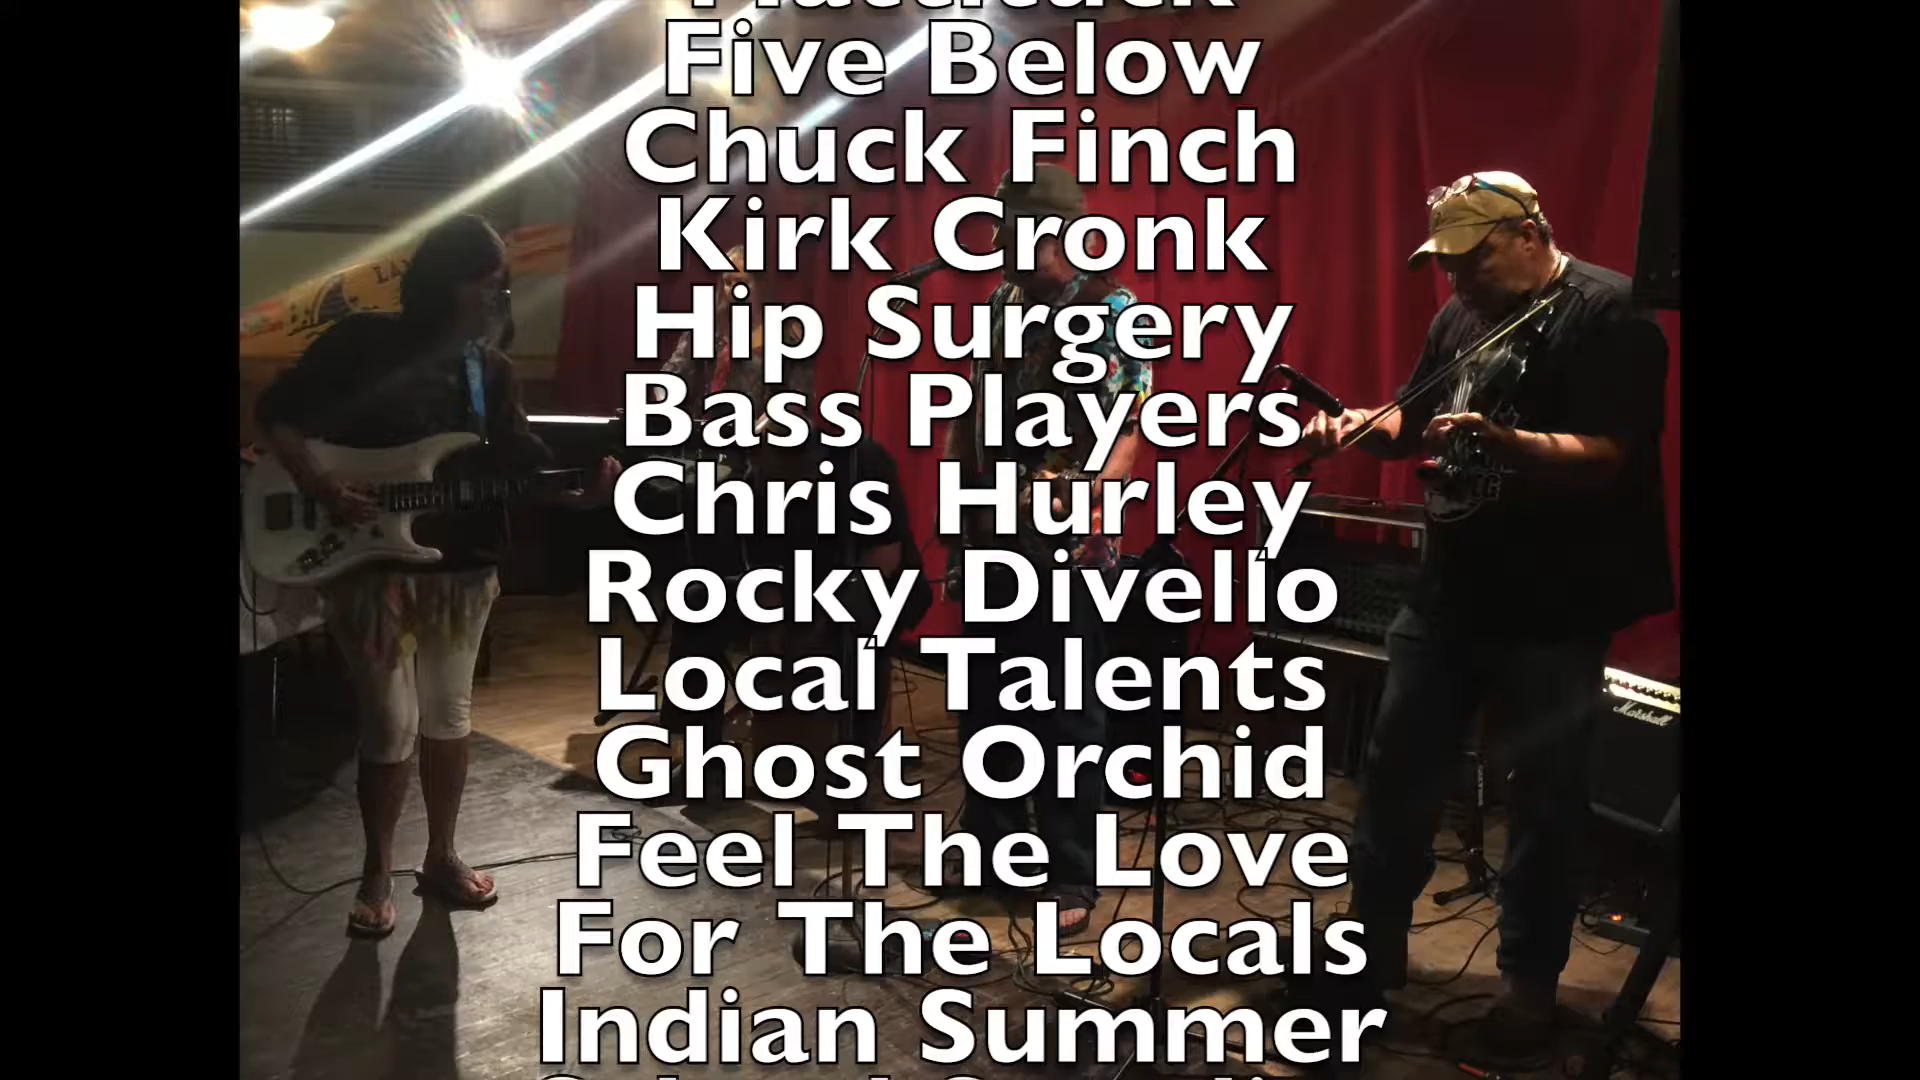 Five Below
Chuck Finch
Kirk Cronk
Hip Surgery
Bass Players
Chris Hurley
Rocky Divello
Local Talents
Ghost Orchid
Feel The Love
For The Locals
Indian Summer
Marshall